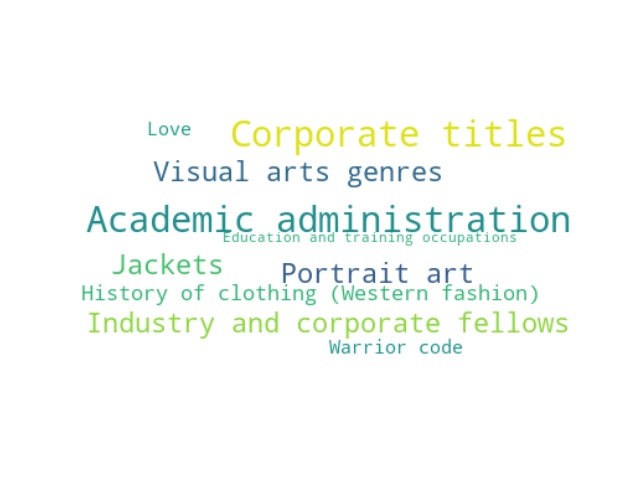 Love
Corporate titles
Visual arts genres
Academic administration
Education and training occupations
Jackets
Portrait art
History of clothing (Western fashion)
Industry and corporate fellows
Warrior code